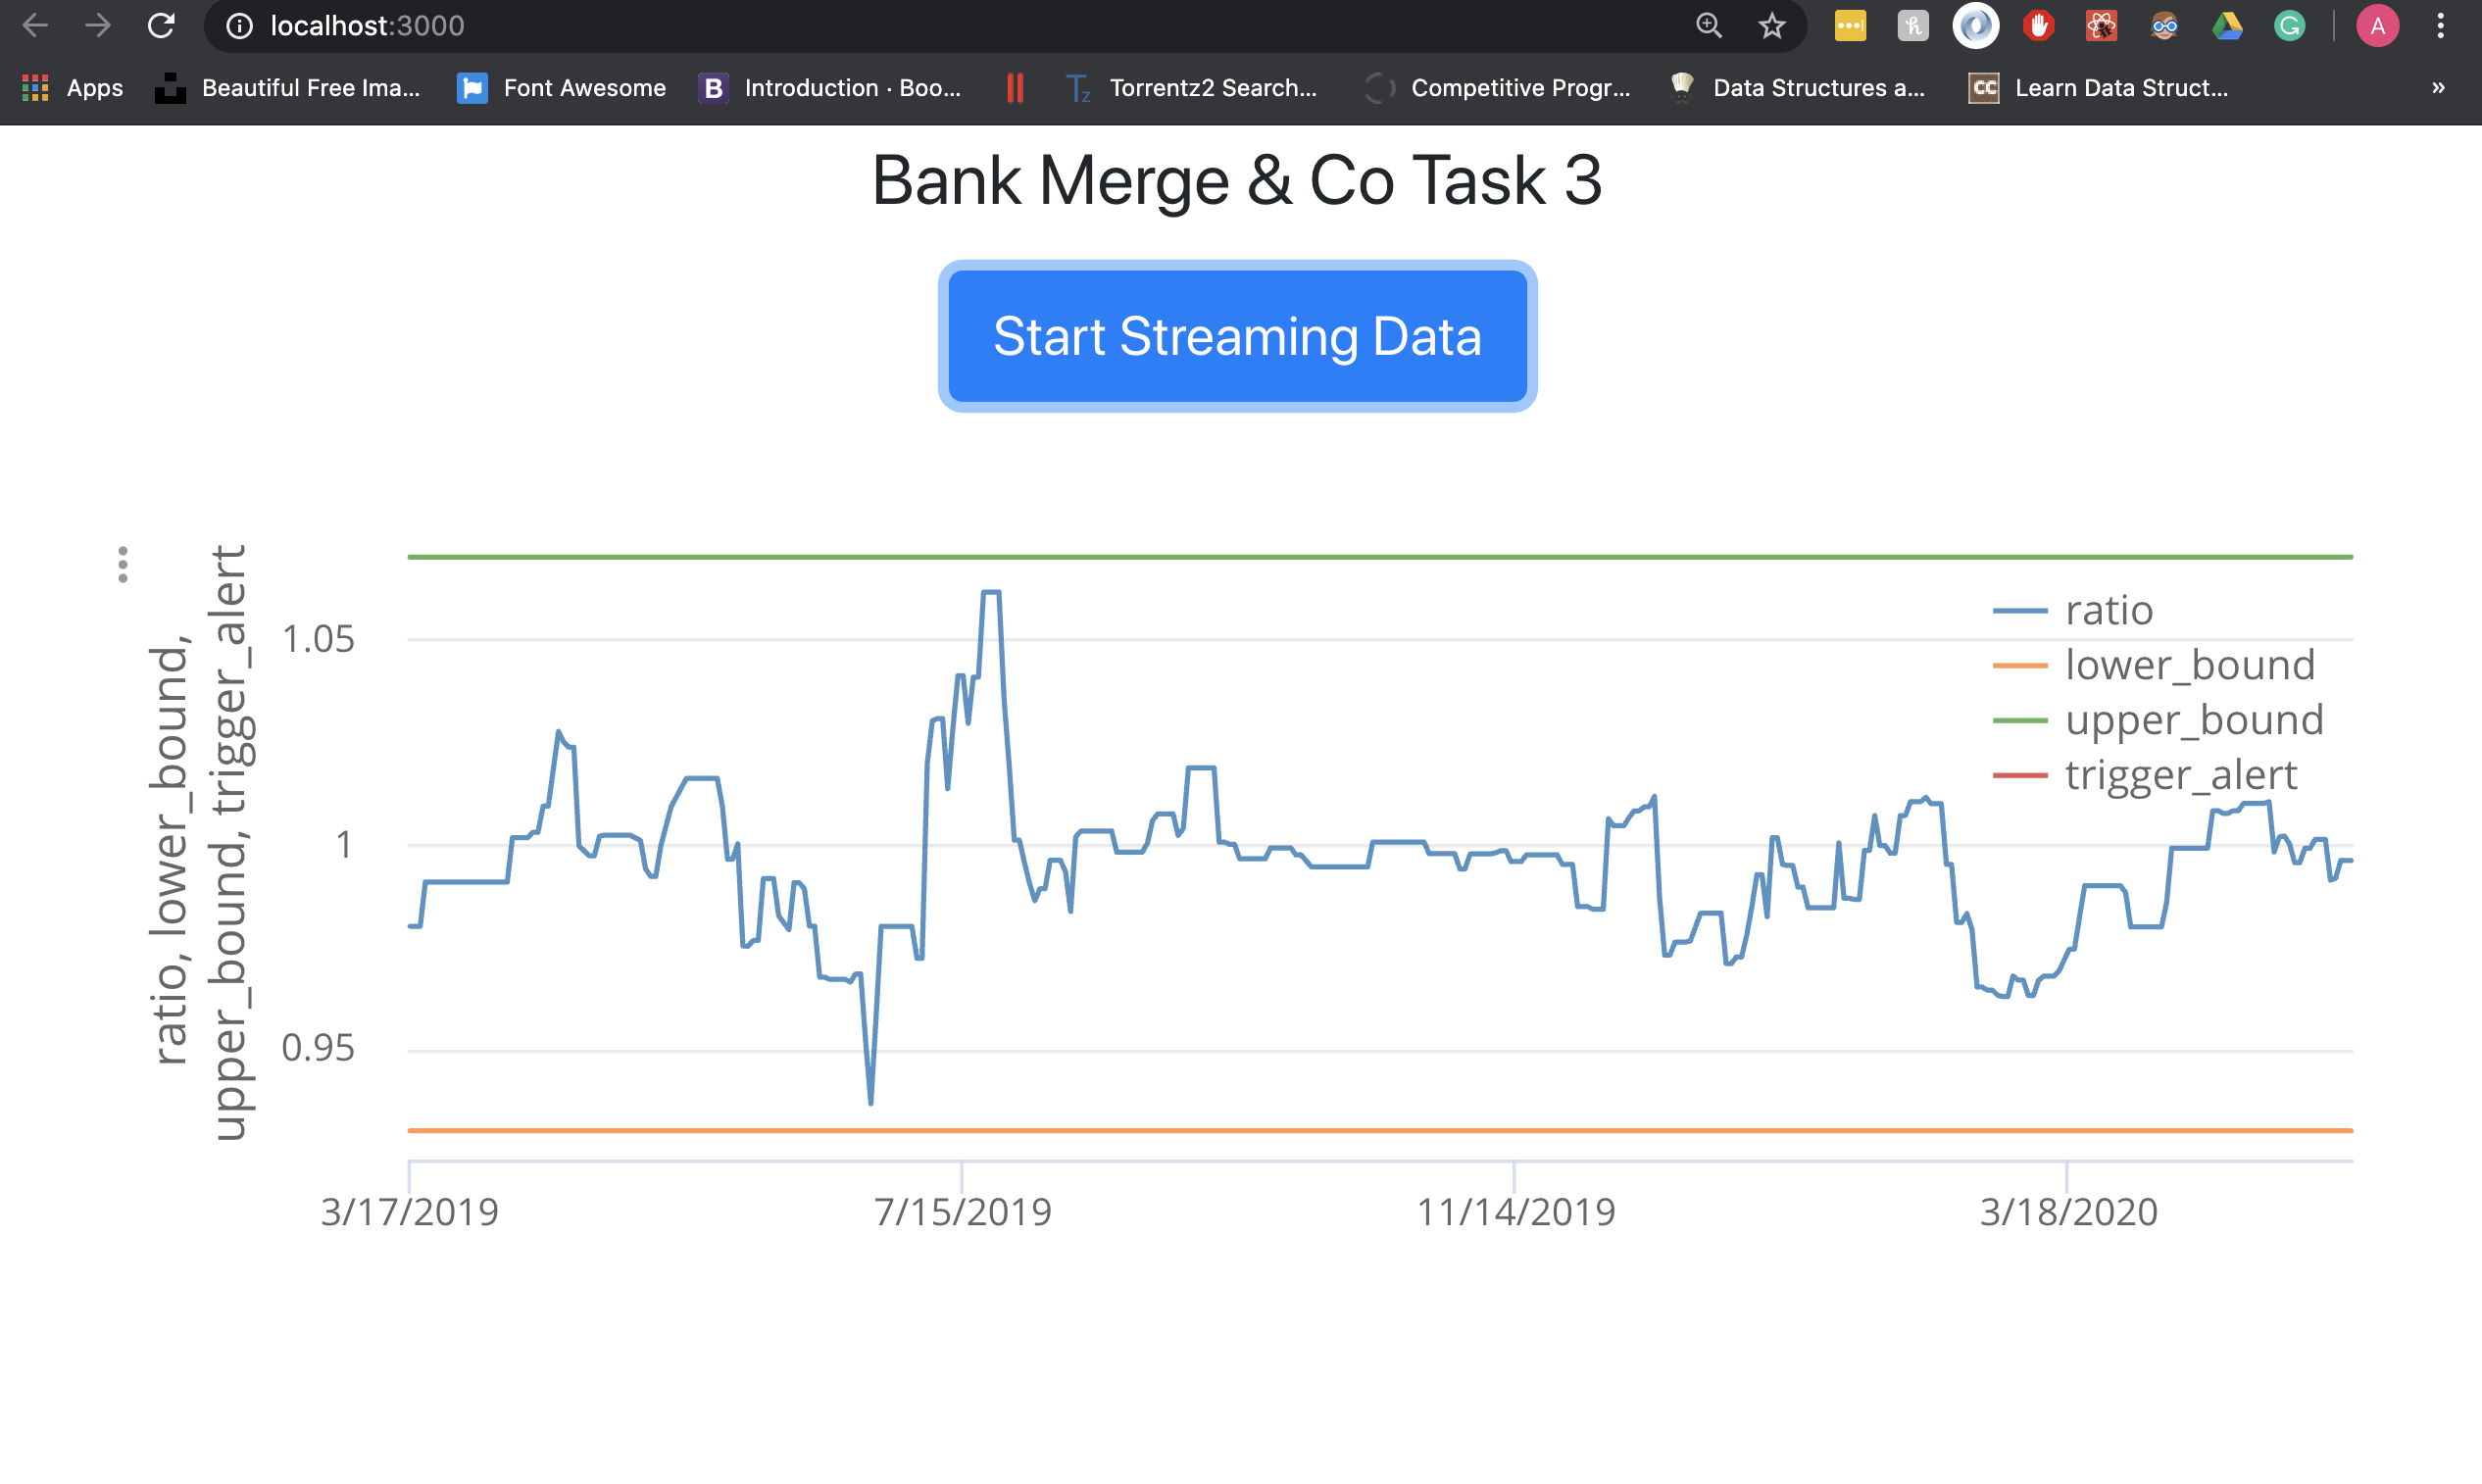 localhost:3000
A
Apps
Beautiful Free Ima...
Font Awesome
B
Introduction · Boo...
Tz
Torrentz2 Search...
Competitive Progr...
Data Structures a...
CC
Learn Data Struct...
»
Bank Merge & Co Task 3
Start Streaming Data
ratio, lower_bound,
upper_bound, trigger_alert
1.05
1
0.95
ratio
lower_bound
upper_bound
trigger_alert
3/17/2019
7/15/2019
11/14/2019
3/18/2020